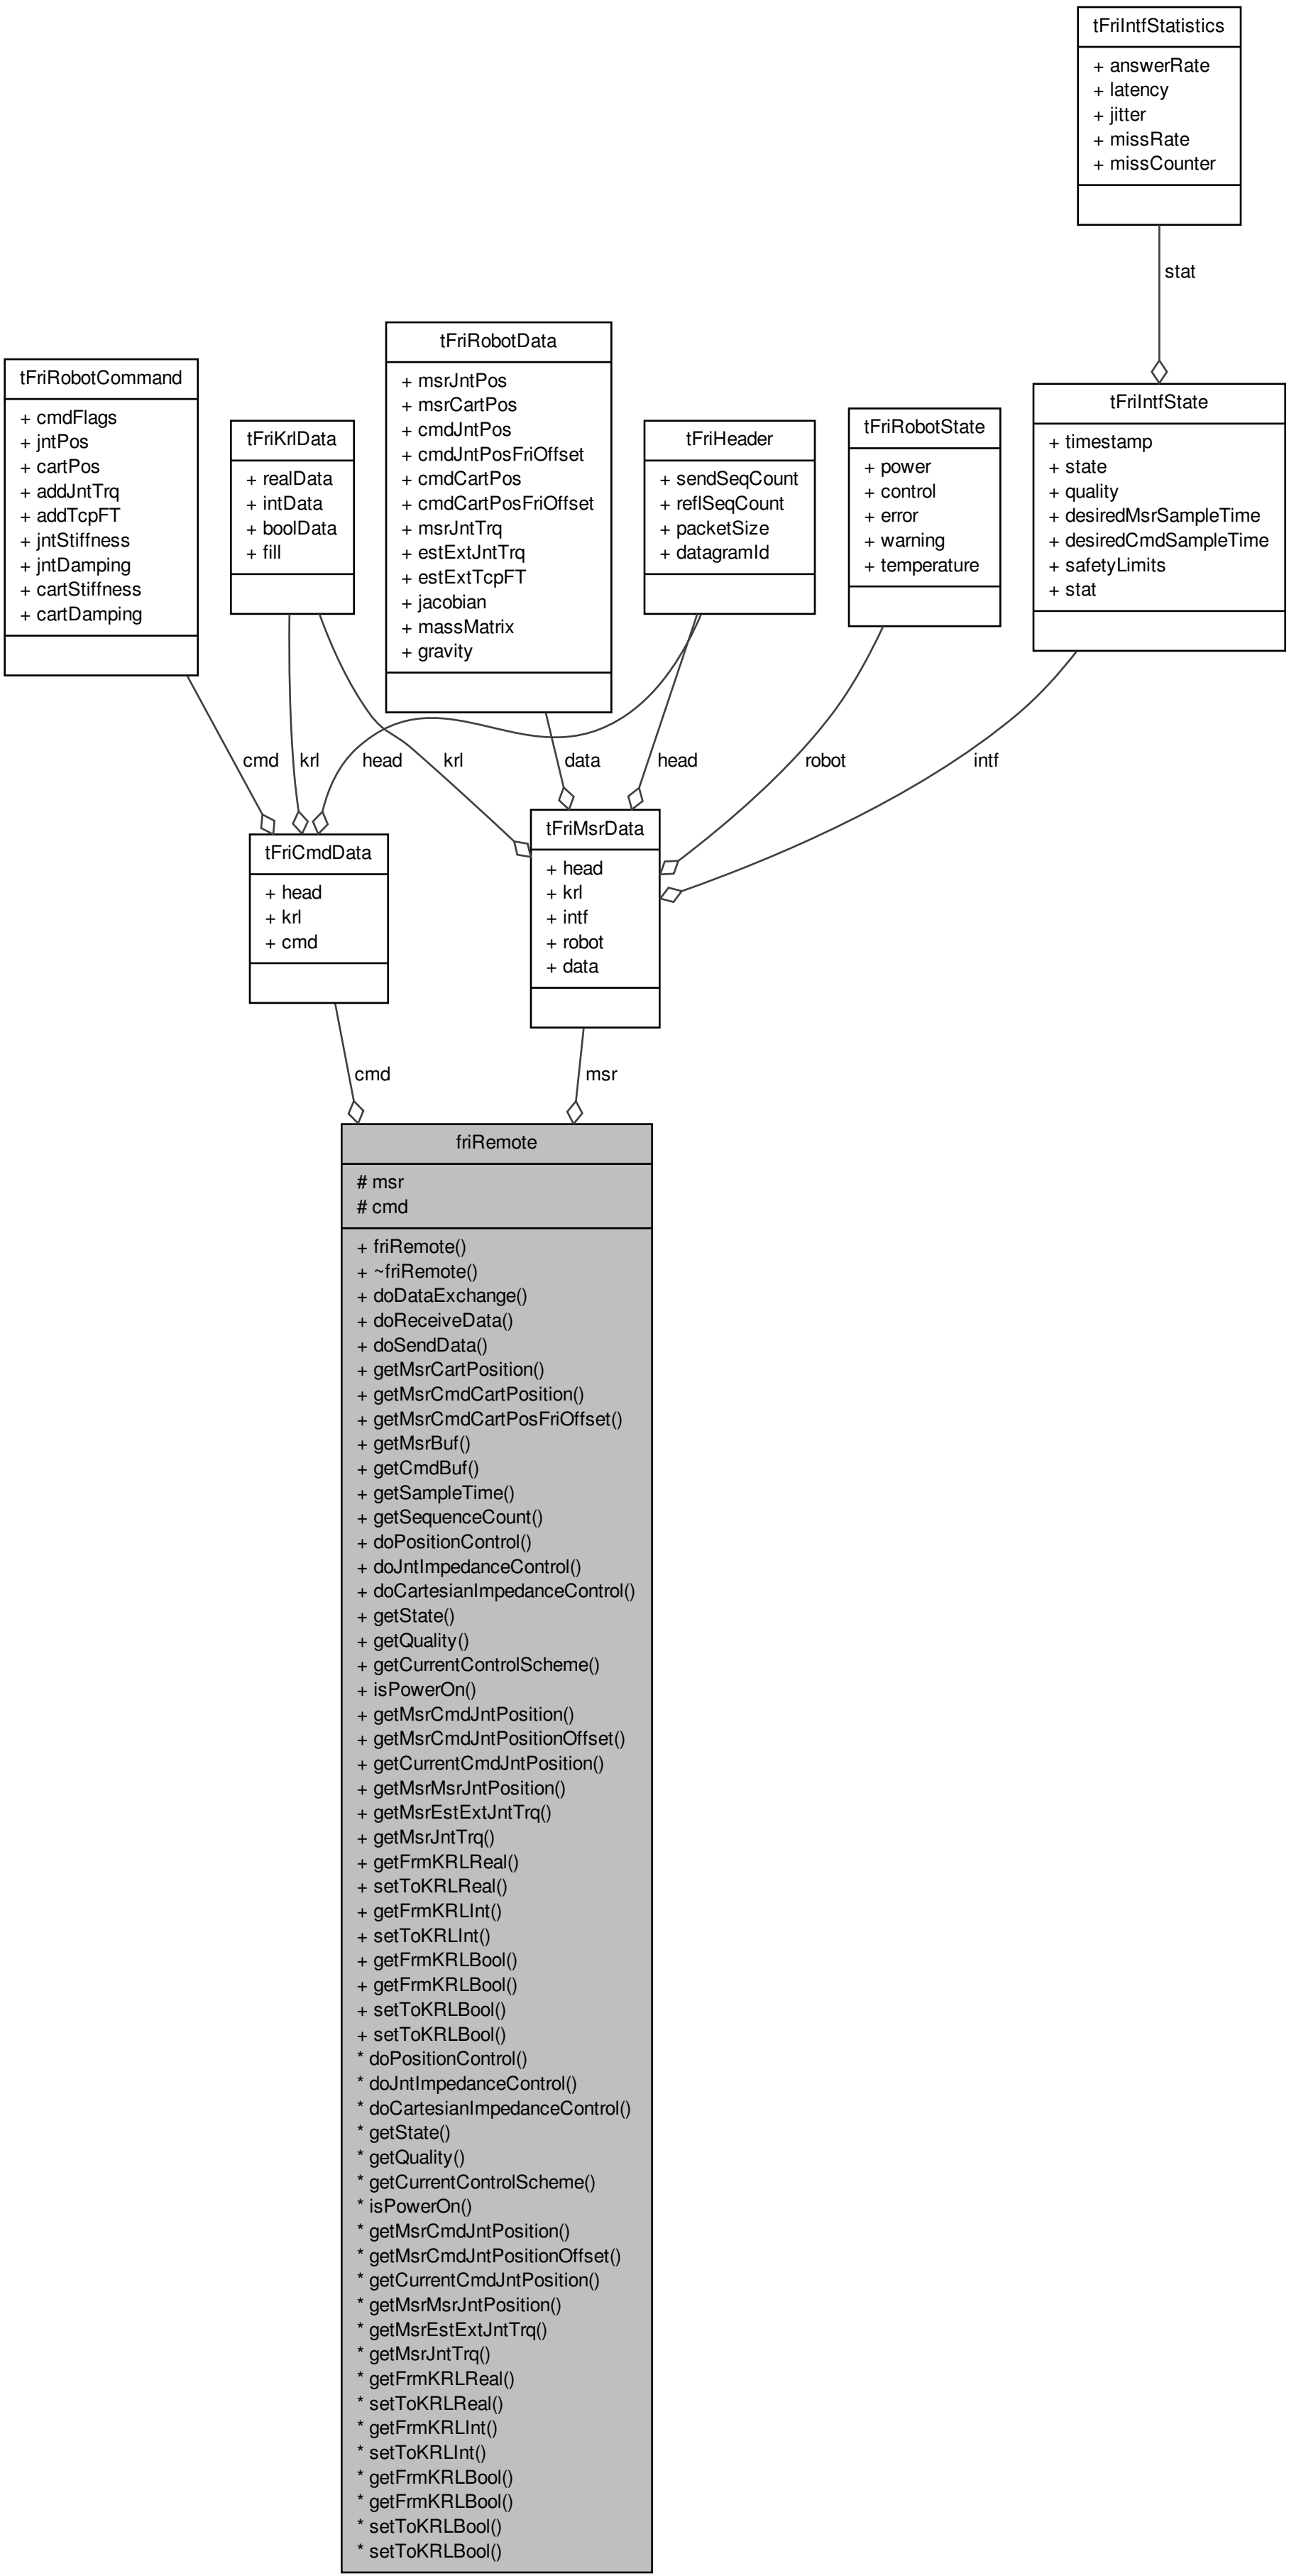 tFriIntfStatistics
+ answerRate
+ latency
+ jitter
+ missRate
+ missCounter
stat
tFriRobotCommand
+ cmdFlags
+ jntPos
+ cartPos
+ addJntTrq
+ addTcpFT
+ jntStiffness
+ jntDamping
+ cartStiffness
+ cartDamping
tFriKrlData
+ realData
+ intData
+ boolData
+ fill
tFriRobotData
+ msrJntPos
+ msrCartPos
+ cmdJntPos
+ cmdJntPosFriOffset
+ cmdCartPos
+ cmdCartPosFriOffset
+ msrJntTrq
+ estExtJntTrq
+ estExtTcpFT
+ jacobian
+ massMatrix
+ gravity
tFriHeader
+ sendSeqCount
+ reflSeqCount
+ packetSize
+ datagramId
tFriRobotState
+ power
+ control
+ error
+ warning
+ temperature
tFriIntfState
+ timestamp
+ state
+ quality
+ desiredMsrSampleTime
+ desiredCmdSampleTime
+ safetyLimits
+ stat
cmd
krl
head
krl
data
head
robot
intf
tFriCmdData
+ head
+ krl
+ cmd
tFriMsrData
+ head
+ krl
+ intf
+ robot
+ data
cmd
msr
friRemote
# msr
# cmd
+ friRemote()
+ ~friRemote()
+ doDataExchange()
+ doReceiveData()
+ doSendData()
+ getMsrCartPosition()
+ getMsrCmdCartPosition()
+ getMsrCmdCartPosFriOffset()
+ getMsrBuf()
+ getCmdBuf()
+ getSampleTime()
+ getSequenceCount()
+ doPositionControl()
+ doJntImpedanceControl()
+ doCartesianImpedanceControl()
+ getState()
+ getQuality()
+ getCurrentControlScheme()
+ isPowerOn()
+ getMsrCmdJntPosition()
+ getMsrCmdJntPositionOffset()
+ getCurrentCmdJntPosition()
+ getMsrMsrJntPosition()
+ getMsrEstExtJntTrq()
+ getMsrJntTrq()
+ getFrmKRLReal()
+ setToKRLReal()
+ getFrmKRLInt()
+ setToKRLInt()
+ getFrmKRLBool()
+ getFrmKRLBool()
+ setToKRLBool()
+ setToKRLBool()
* doPositionControl()
* doJntImpedanceControl()
* doCartesianImpedanceControl()
* getState()
* getQuality()
* getCurrentControlScheme()
* isPowerOn()
* getMsrCmdJntPosition()
* getMsrCmdJntPositionOffset()
* getCurrentCmdJntPosition()
* getMsrMsrJntPosition()
* getMsrEstExtJntTrq()
* getMsrJntTrq()
* getFrmKRLReal()
* setToKRLReal()
* getFrmKRLInt()
* setToKRLInt()
* getFrmKRLBool()
* getFrmKRLBool()
* setToKRLBool()
* setToKRLBool()